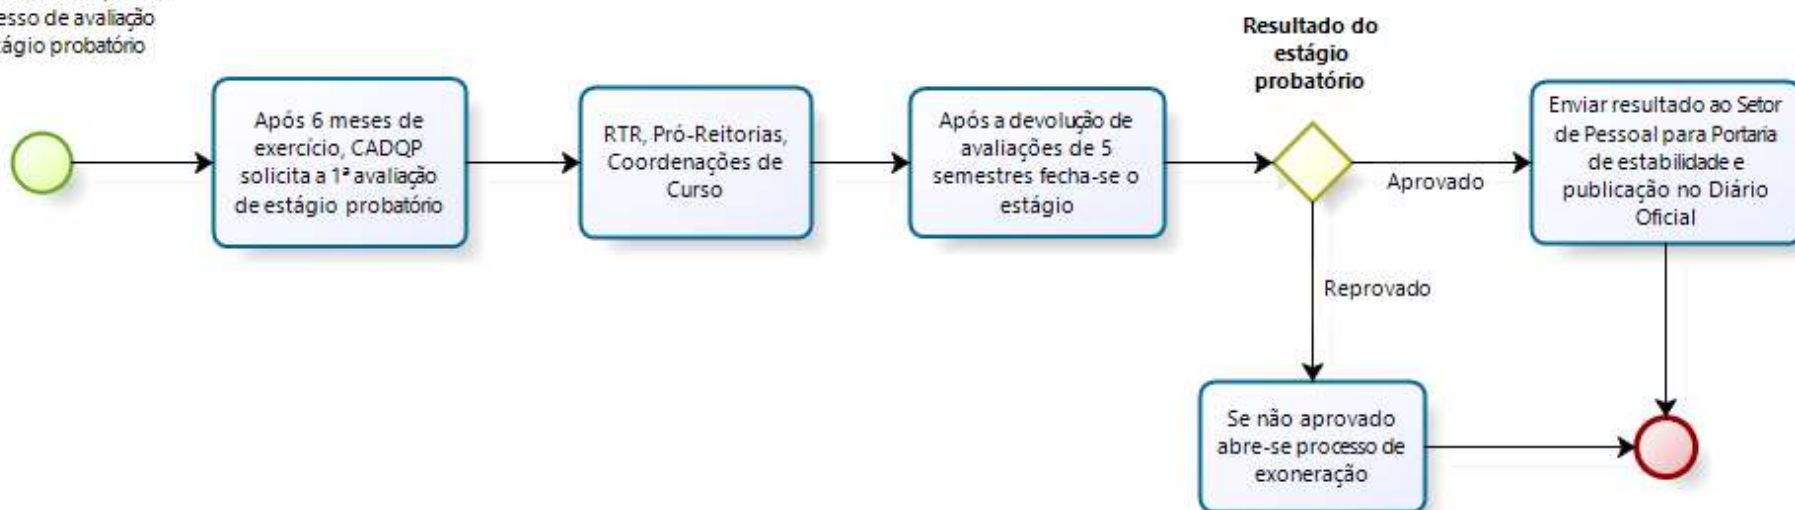 de avaliação
probatório
Após 6 meses de
exercício, CADQP
solicita a 1ª avaliação
de estágio probatório
RTR, Pró-Reitorias,
Coordenações de
Curso
Após a devolução de
avaliações de 5
semestres fecha-se o
estágio
Resultado do
estágio
probatório
Aprovado
Reprovado
Enviar resultado ao Setor
de Pessoal para Portaria
de estabilidade e
publicação no Diário
Oficial
Se não aprovado
abre-se processo de
exoneração